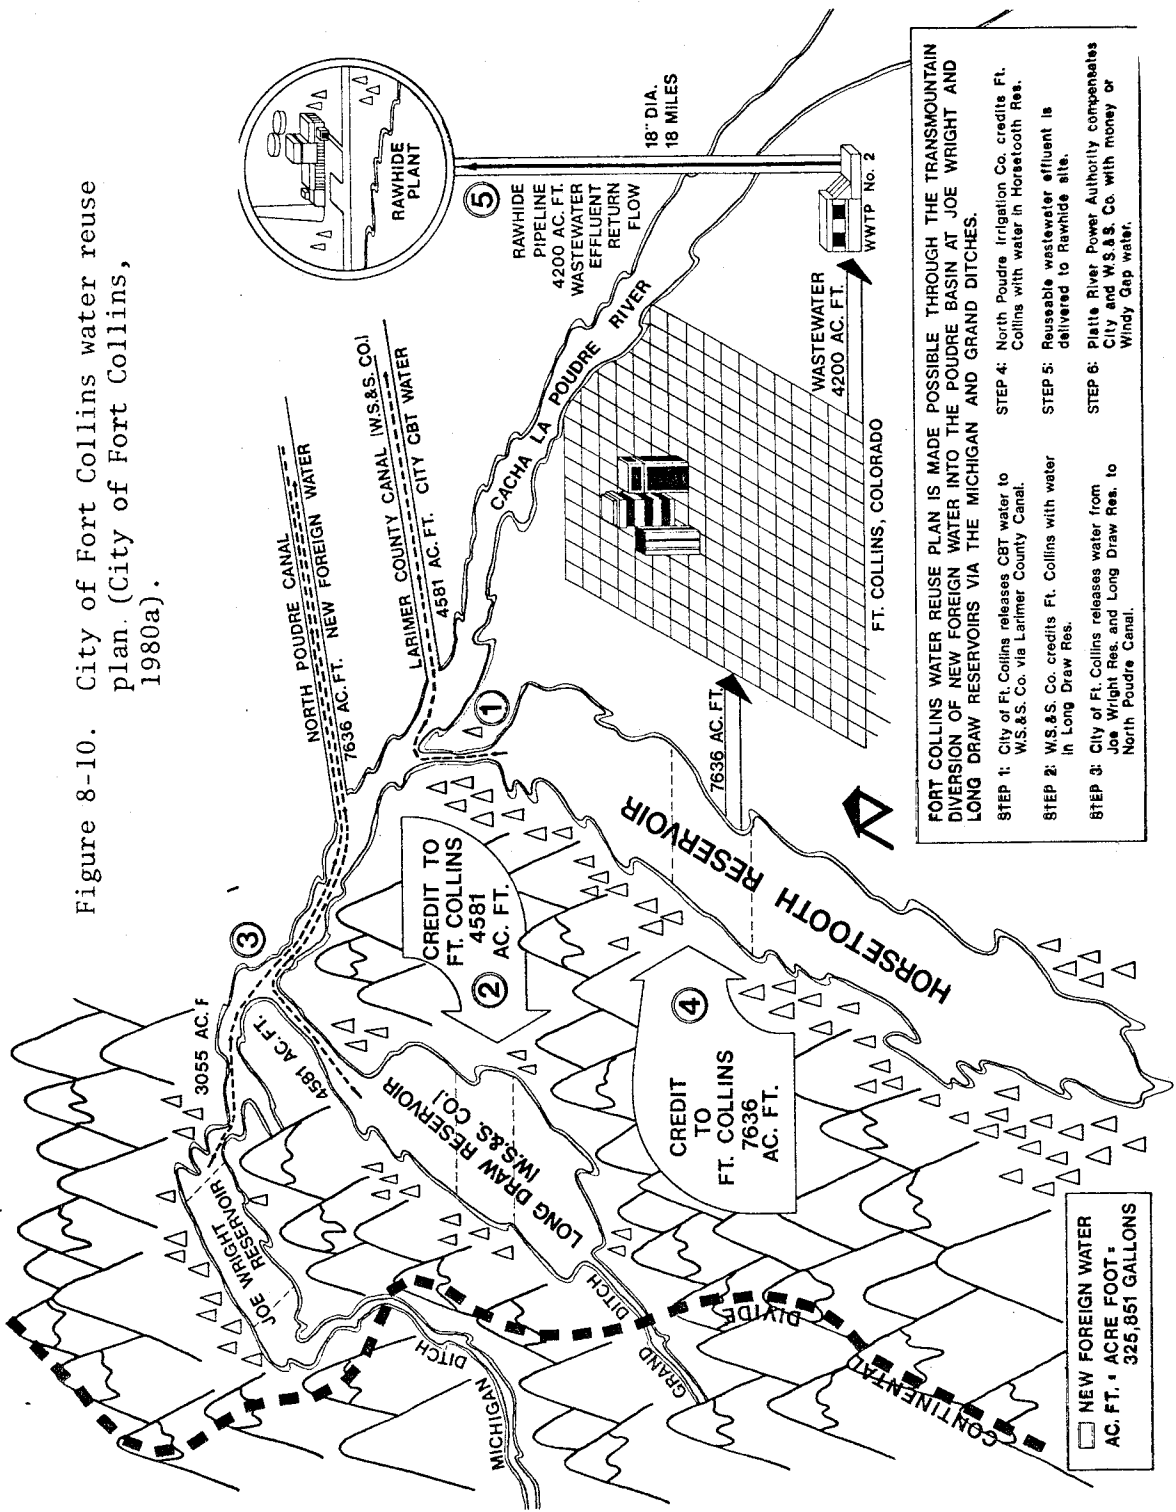 Figure 8-10. City of Fort Collins water reuse
plan. (City of Fort Collins,
1980a).
RAWHIDE
PLANT
5
RAWHIDE
PIPELINE
4200 AC. FT.
WASTEWATER
EFFLUENT
RETURN
FLOW
18" DIA.
18 MILES
WWTP No. 2
WASTEWATER
4200 AC. FT.
NORTH POUDRE CANAL
7636 AC. FT. NEW FOREIGN WATER
LARIMER COUNTY CANAL (W.S.&S. CO.)
4581 AC. FT. CITY CBT WATER
CACHA LA POUDRE RIVER
FT. COLLINS, COLORADO
1
7636 AC. FT.
HORSETOOTH RESERVOIR
3
3055 AC. F
4581 AC. FT.
CREDIT TO
FT. COLLINS
4581
AC. FT.
2
4
CREDIT
TO
FT. COLLINS
7636
AC. FT.
JOE WRIGHT
RESERVOIR
LONG DRAW RESERVOIR
(W.S.&S. CO.)
MICHIGAN DITCH
GRAND DITCH
CONTINENTAL DIVIDE
FORT COLLINS WATER REUSE PLAN IS MADE POSSIBLE THROUGH THE TRANSMOUNTAIN
DIVERSION OF NEW FOREIGN WATER INTO THE POUDRE BASIN AT JOE WRIGHT AND
LONG DRAW RESERVOIRS VIA THE MICHIGAN AND GRAND DITCHES.
STEP 1: City of Ft. Collins releases CBT water to
W.S.&S. Co. via Larimer County Canal.
STEP 2: W.S.&S. Co. credits Ft. Collins with water
in Long Draw Res.
STEP 3: City of Ft. Collins releases water from
Joe Wright Res. and Long Draw Res. to
North Poudre Canal.
STEP 4: North Poudre Irrigation Co. credits Ft.
Collins with water in Horsetooth Res.
STEP 5: Reuseable wastewater effluent is
delivered to Rawhide site.
STEP 6: Platte River Power Authority compensates
City and W.S.&S. Co. with money or
Windy Gap water.
NEW FOREIGN WATER
AC. FT. = ACRE FOOT =
325,851 GALLONS